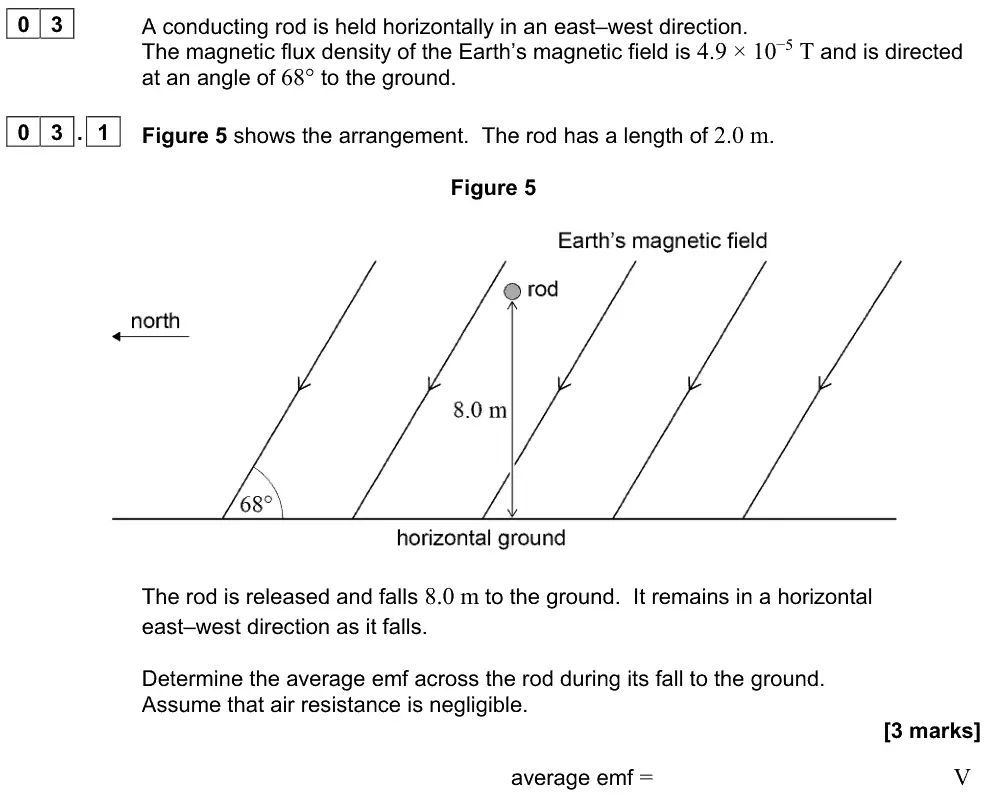 0 3 A conducting rod is held horizontally in an east–west direction.
The magnetic flux density of the Earth’s magnetic field is 4.9 × 10⁻⁵ T and is directed
at an angle of 68° to the ground.
0 3 . 1 Figure 5 shows the arrangement. The rod has a length of 2.0 m.
Figure 5
Earth’s magnetic field
rod
north
8.0 m
68°
horizontal ground
The rod is released and falls 8.0 m to the ground. It remains in a horizontal
east–west direction as it falls.
Determine the average emf across the rod during its fall to the ground.
Assume that air resistance is negligible.
[3 marks]
average emf = V